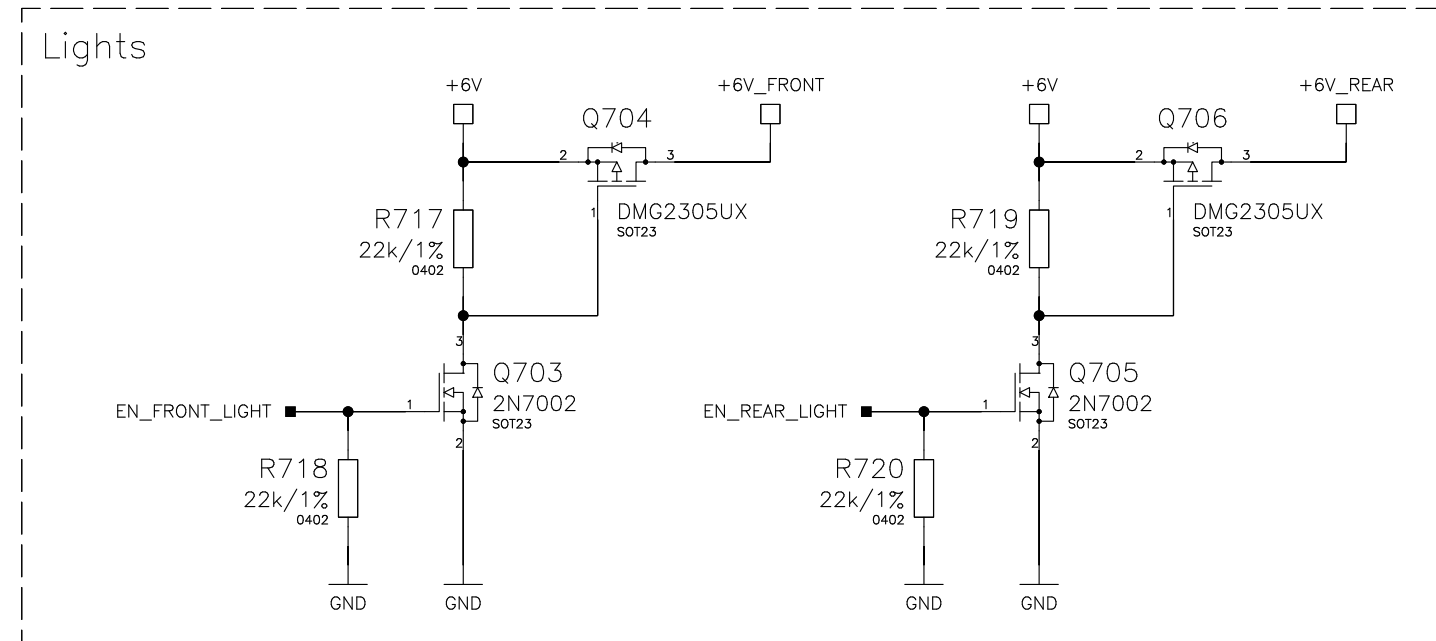 Lights
+6V
+6V_FRONT
Q704
2
3
1
DMG2305UX
SOT23
R717
22k/1%
0402
3
Q703
2N7002
SOT23
EN_FRONT_LIGHT
1
2
R718
22k/1%
0402
GND
GND
+6V
+6V_REAR
Q706
2
3
1
DMG2305UX
SOT23
R719
22k/1%
0402
3
Q705
2N7002
SOT23
EN_REAR_LIGHT
1
2
R720
22k/1%
0402
GND
GND